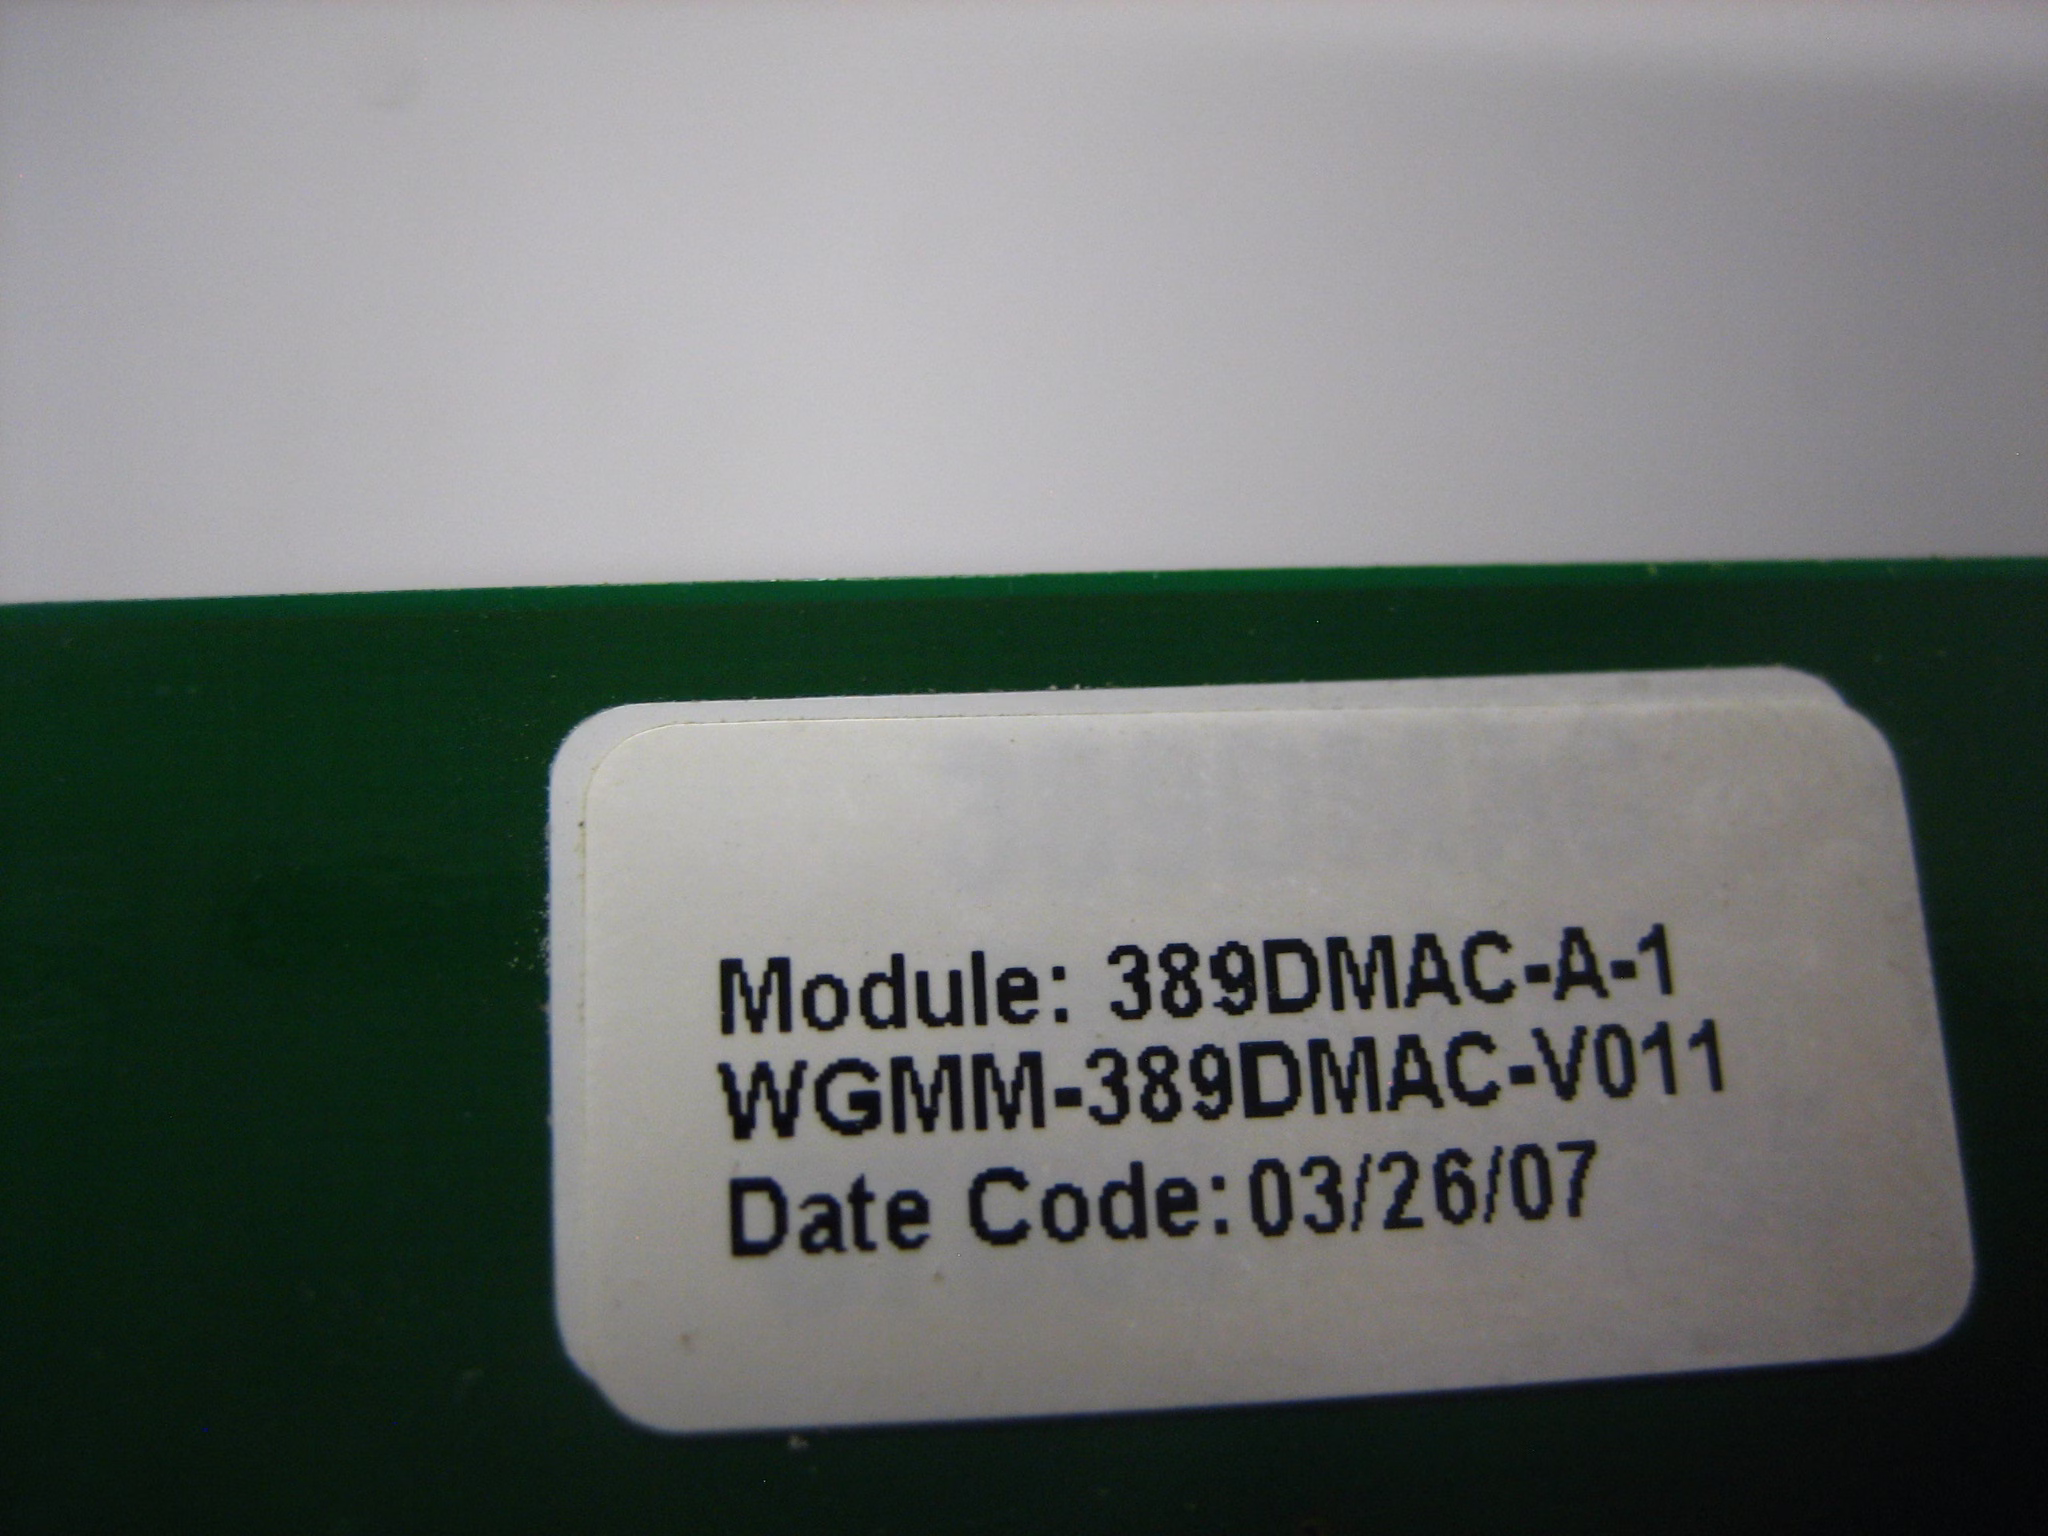 Module: 389DMAC-A-1
WGMM-389DMAC-V011
Date Code: 03/26/07